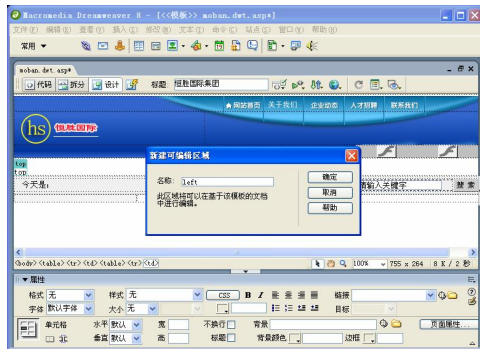 Macromedia Dreamweaver 8 - [<<模板>> moban.dwt.asp*]
文件(F) 编辑(E) 查看(V) 插入(I) 修改(M) 文本(T) 命令(C) 站点(S) 窗口(W) 帮助(H)
常用
moban.dwt.asp*
代码 拆分 设计 标题: 恒胜国际集团
网站首页 关于我们 企业动态 人才招聘 联系我们
hs 恒胜国际
新建可编辑区域
top
top
名称: left
确定
此区域将可以在基于该模板的文档
中进行编辑。
取消
帮助
今天是:
输入关键字 搜索
<body><table><tr><td><table><tr><td>
100% 755 x 264 8 K / 2 秒
属性
格式 无 样式 无 CSS B I 链接
字体 默认字体 大小 无 目标
单元格 水平 默认 宽 不换行 背景 页面属性...
垂直 默认 高 标题 背景颜色 边框